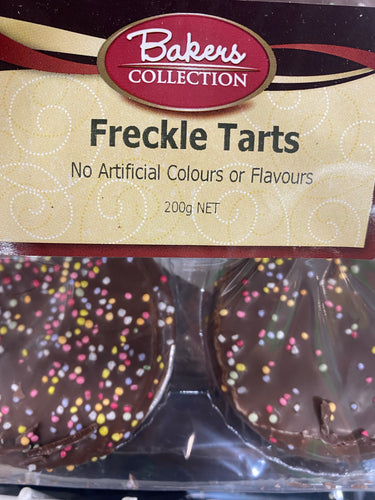 Bakers
COLLECTION
Freckle Tarts
No Artificial Colours or Flavours
200g NET